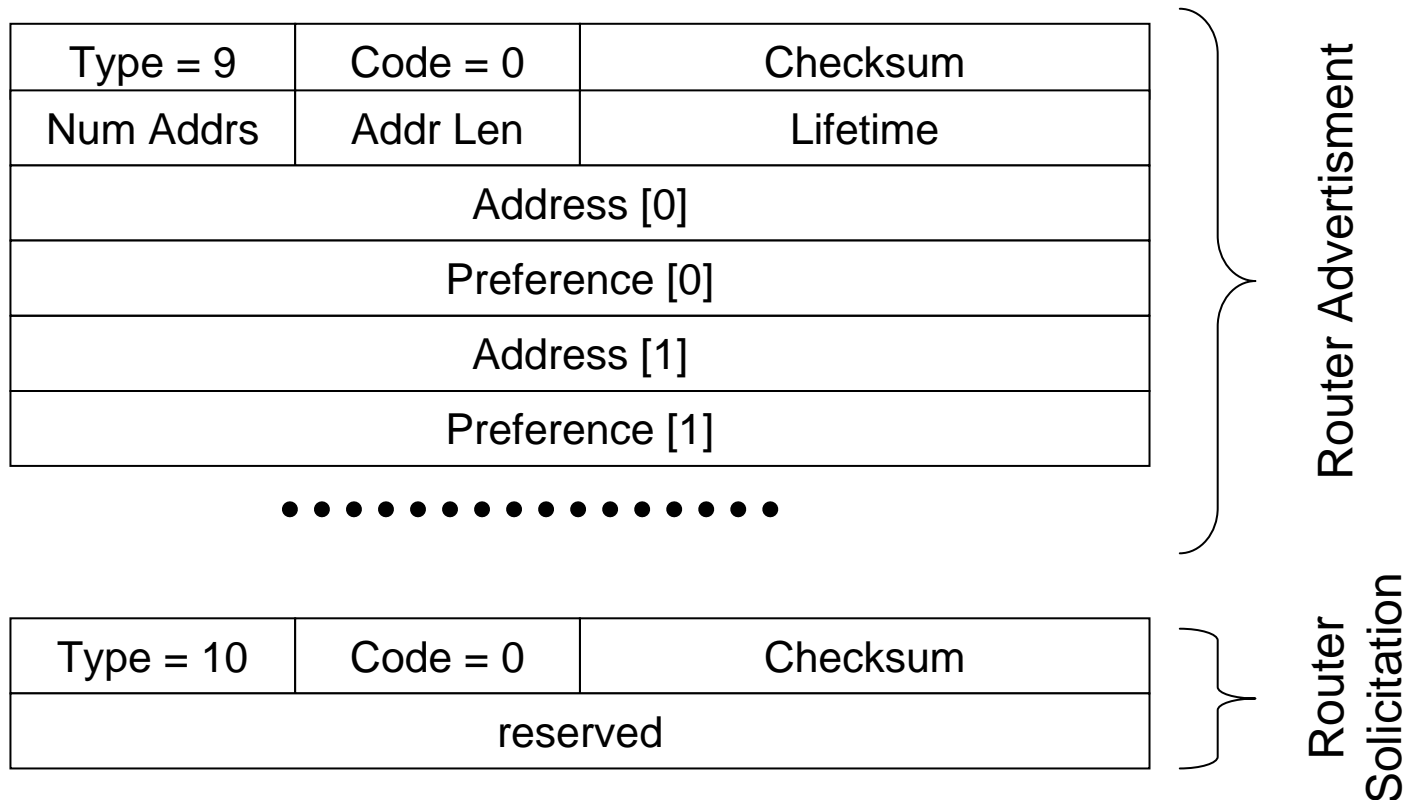 Type = 9 Code = 0 Checksum
Num Addrs Addr Len Lifetime
Address [0]
Preference [0]
Address [1]
Preference [1]
Router Advertisment
Type = 10 Code = 0 Checksum
reserved
Router
Solicitation